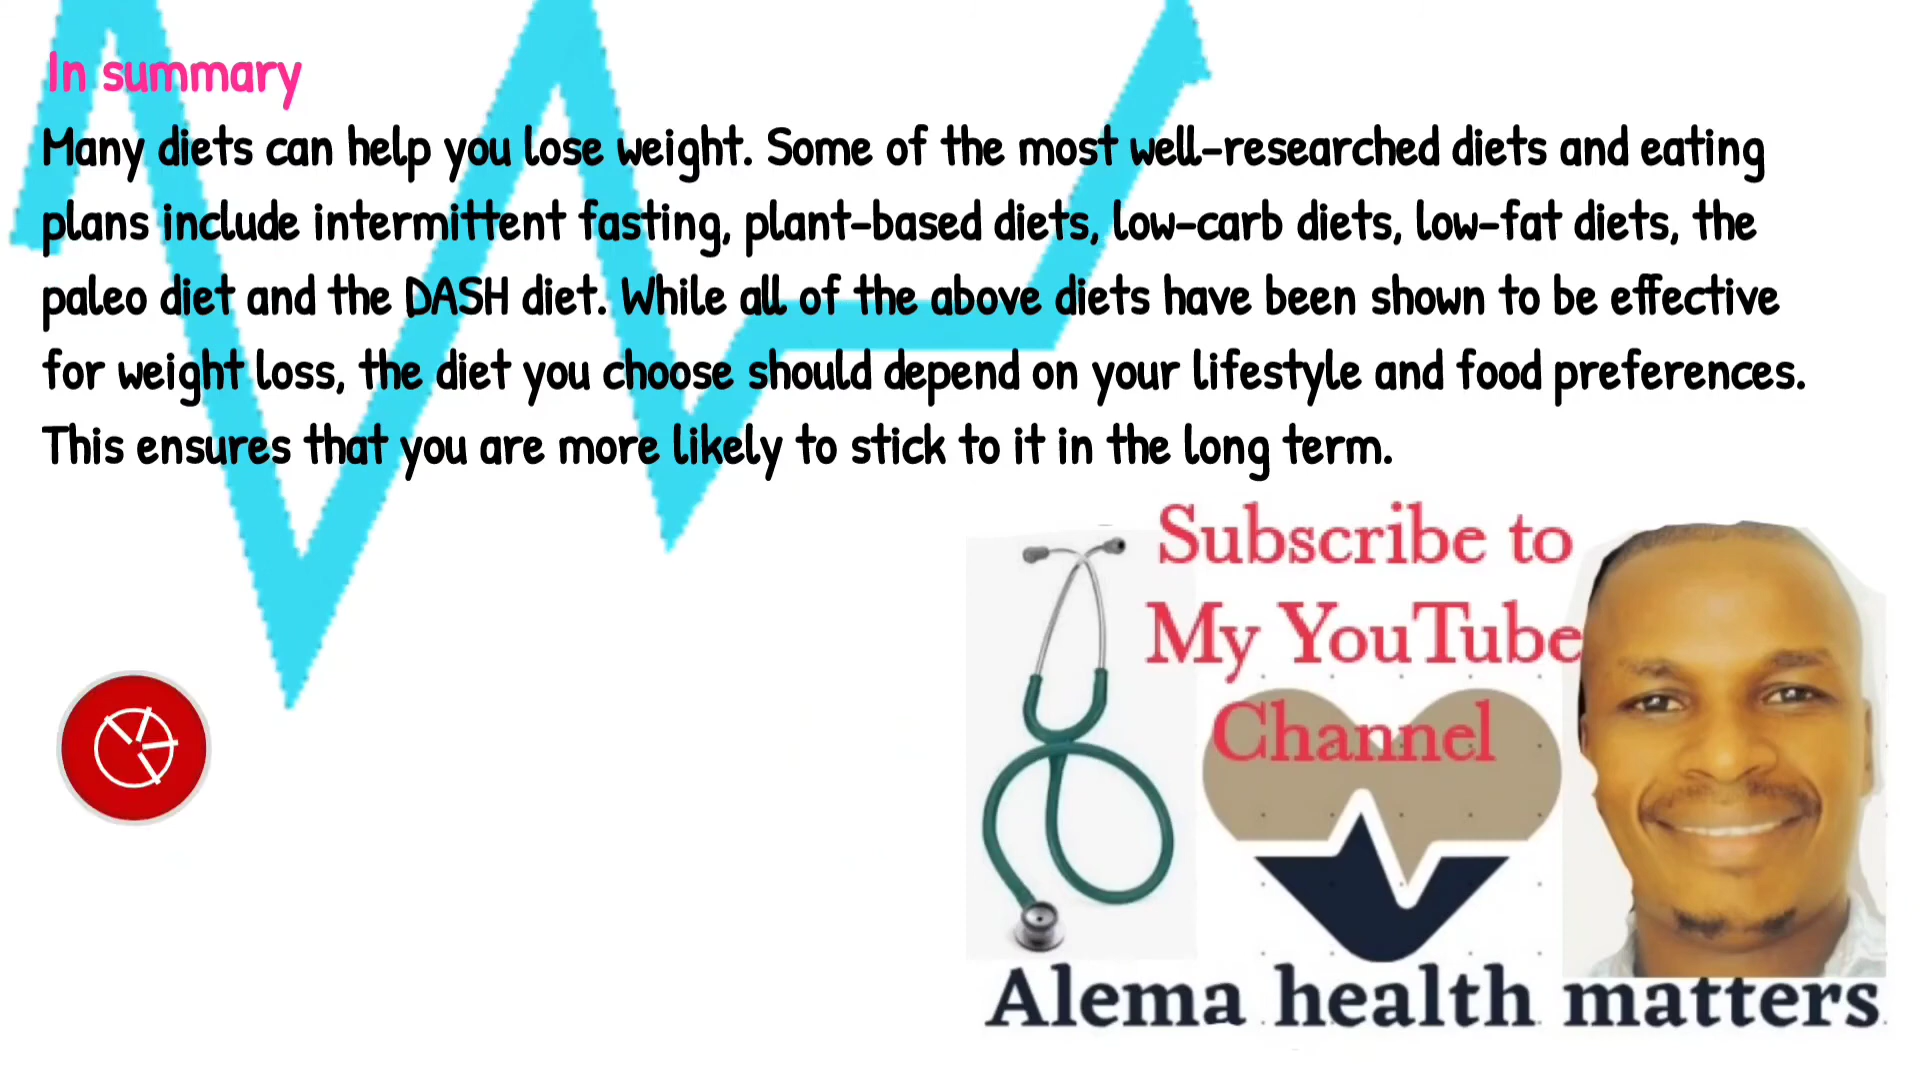 In summary
Many diets can help you lose weight. Some of the most well-researched diets and eating
plans include intermittent fasting, plant-based diets, low-carb diets, low-fat diets, the
paleo diet and the DASH diet. While all of the above diets have been shown to be effective
for weight loss, the diet you choose should depend on your lifestyle and food preferences.
This ensures that you are more likely to stick to it in the long term.
Subscribe to
My YouTube
Channel
Alema health matters